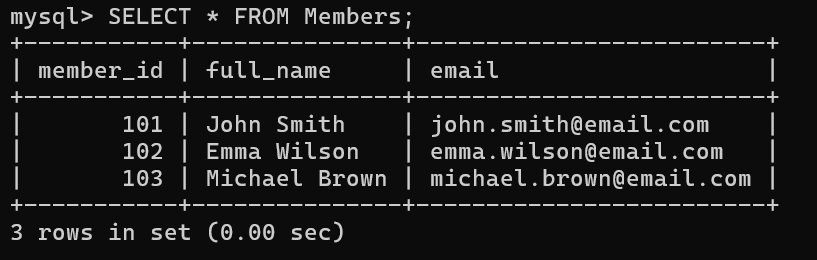 mysql> SELECT * FROM Members;
+-----------+---------------+-------------------------+
| member_id | full_name     | email                   |
+-----------+---------------+-------------------------+
|       101 | John Smith    | john.smith@email.com    |
|       102 | Emma Wilson   | emma.wilson@email.com   |
|       103 | Michael Brown | michael.brown@email.com |
+-----------+---------------+-------------------------+
3 rows in set (0.00 sec)